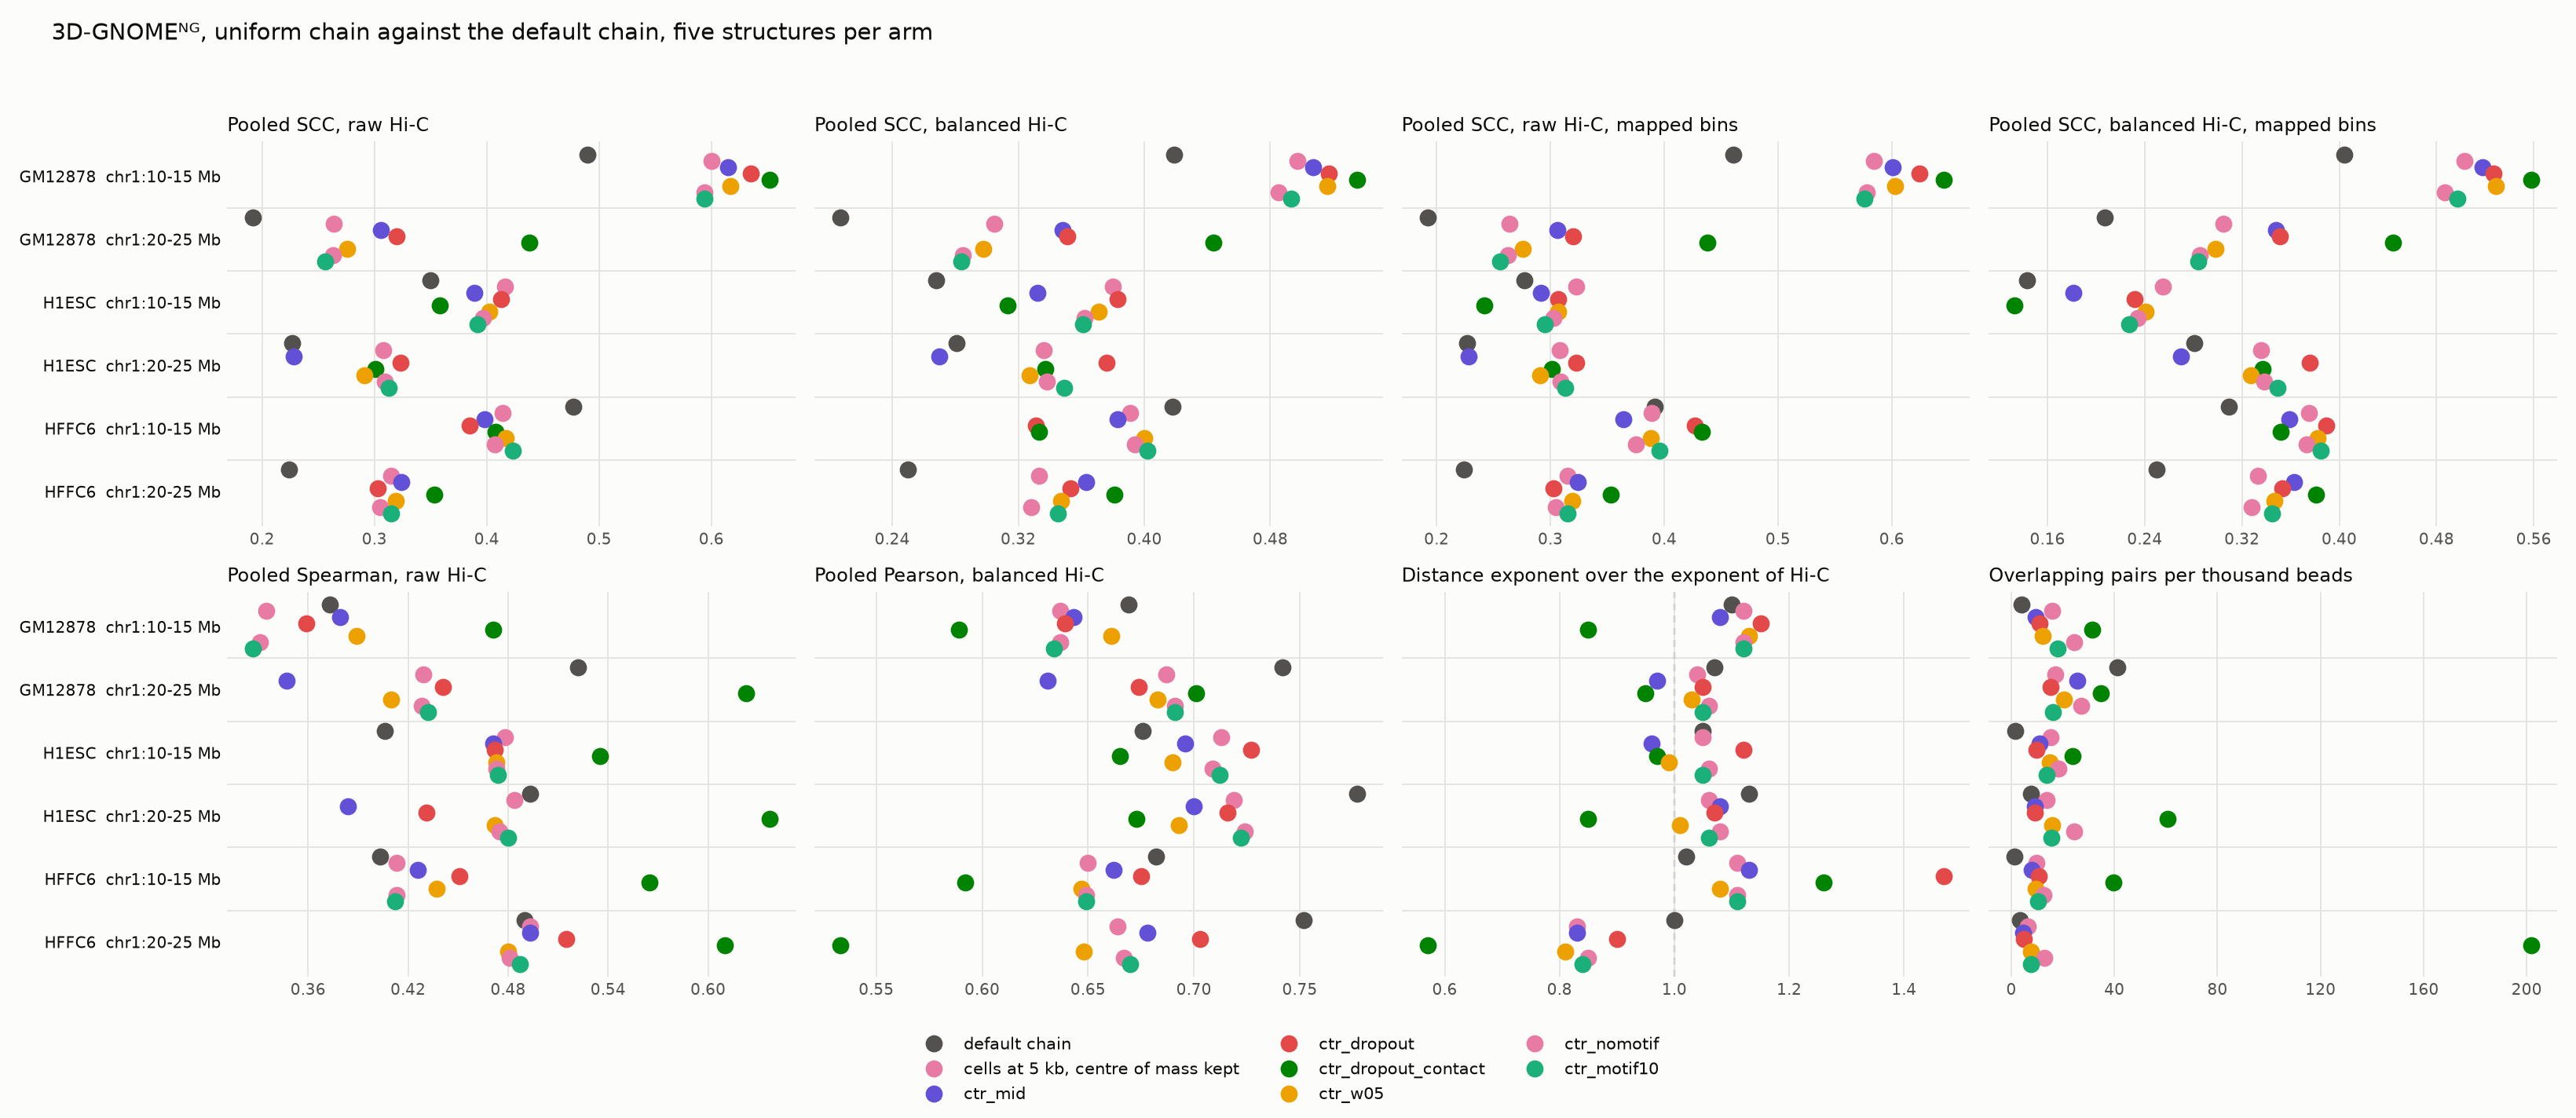 3D-GNOMEᴺᴳ, uniform chain against the default chain, five structures per arm
Pooled SCC, raw Hi-C
Pooled SCC, balanced Hi-C
Pooled SCC, raw Hi-C, mapped bins
Pooled SCC, balanced Hi-C, mapped bins
GM12878 chr1:10-15 Mb
GM12878 chr1:20-25 Mb
H1ESC chr1:10-15 Mb
H1ESC chr1:20-25 Mb
HFFC6 chr1:10-15 Mb
HFFC6 chr1:20-25 Mb
0.2 0.3 0.4 0.5 0.6
0.24 0.32 0.40 0.48
0.2 0.3 0.4 0.5 0.6
0.16 0.24 0.32 0.40 0.48 0.56
Pooled Spearman, raw Hi-C
Pooled Pearson, balanced Hi-C
Distance exponent over the exponent of Hi-C
Overlapping pairs per thousand beads
GM12878 chr1:10-15 Mb
GM12878 chr1:20-25 Mb
H1ESC chr1:10-15 Mb
H1ESC chr1:20-25 Mb
HFFC6 chr1:10-15 Mb
HFFC6 chr1:20-25 Mb
0.36 0.42 0.48 0.54 0.60
0.55 0.60 0.65 0.70 0.75
0.6 0.8 1.0 1.2 1.4
0 40 80 120 160 200
default chain
cells at 5 kb, centre of mass kept
ctr_mid
ctr_dropout
ctr_dropout_contact
ctr_w05
ctr_nomotif
ctr_motif10